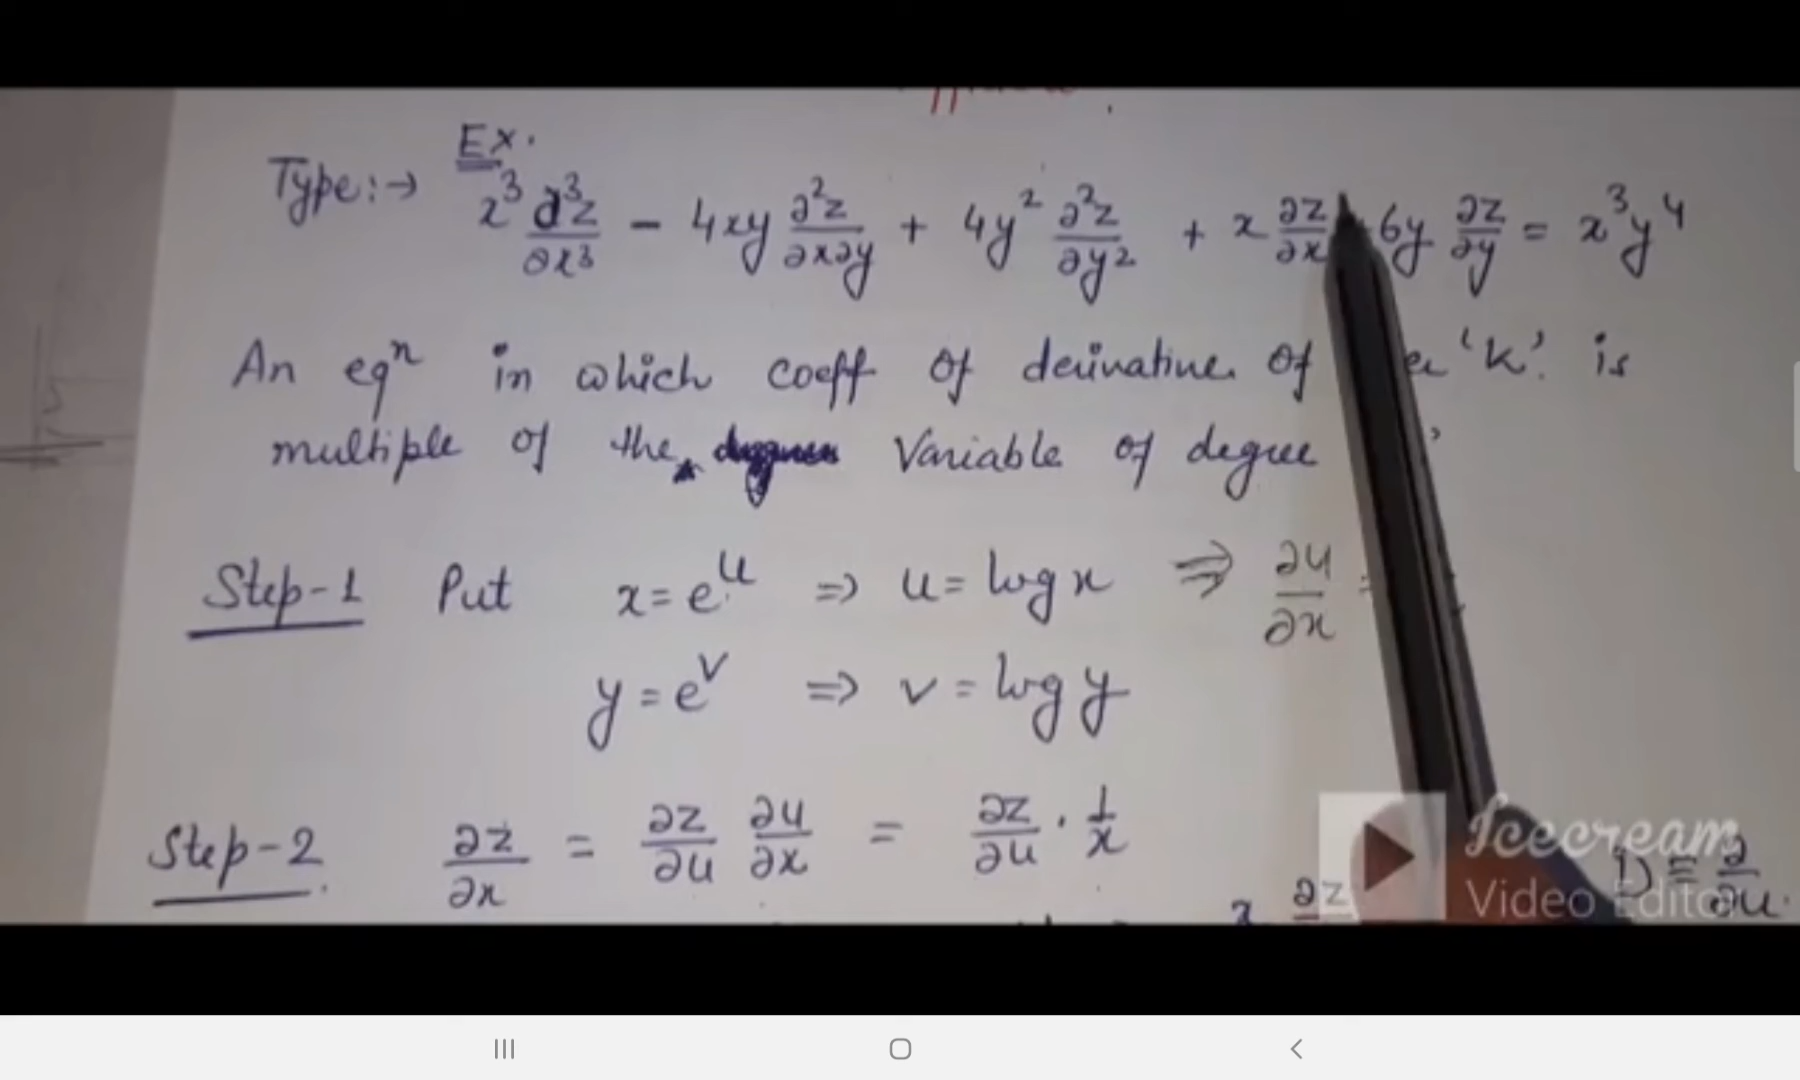 Ex.
Type:→ x³ ∂³z/∂x³ − 4xy ∂²z/∂x∂y + 4y² ∂²z/∂y² + x ∂z/∂x 6y ∂z/∂y = x³y⁴
An eqⁿ in which coeff of derivative of 'K'. is
multiple of the Variable of degree
Step-1 Put x = e^u ⇒ u = log x ⇒ ∂u/∂x =
y = e^v ⇒ v = log y
Step-2 ∂z/∂x = ∂z/∂u ∂u/∂x = ∂z/∂u · 1/x
x ∂z D ≡ ∂/∂u.
Icecream
Video Editor